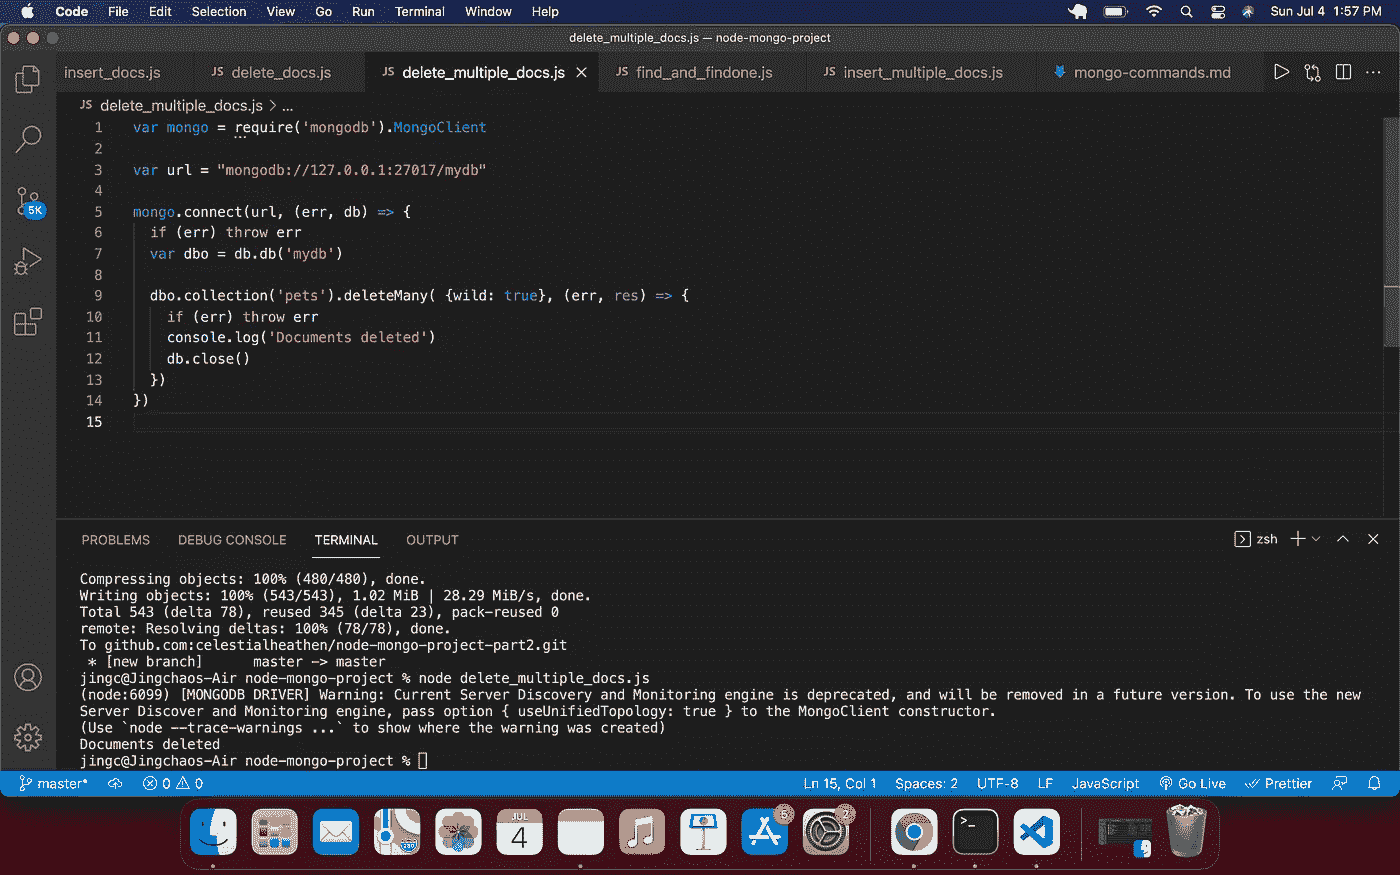 Code File Edit Selection View Go Run Terminal Window Help Sun Jul 4 1:57 PM
delete_multiple_docs.js — node-mongo-project
insert_docs.js JS delete_docs.js JS delete_multiple_docs.js JS find_and_findone.js JS insert_multiple_docs.js mongo-commands.md
JS delete_multiple_docs.js > ...
1 var mongo = require('mongodb').MongoClient
2
3 var url = "mongodb://127.0.0.1:27017/mydb"
4
5 mongo.connect(url, (err, db) => {
6 if (err) throw err
7 var dbo = db.db('mydb')
8
9 dbo.collection('pets').deleteMany( {wild: true}, (err, res) => {
10 if (err) throw err
11 console.log('Documents deleted')
12 db.close()
13 })
14 })
15
5K
PROBLEMS DEBUG CONSOLE TERMINAL OUTPUT zsh
Compressing objects: 100% (480/480), done.
Writing objects: 100% (543/543), 1.02 MiB | 28.29 MiB/s, done.
Total 543 (delta 78), reused 345 (delta 23), pack-reused 0
remote: Resolving deltas: 100% (78/78), done.
To github.com:celestialheathen/node-mongo-project-part2.git
* [new branch] master -> master
jingc@Jingchaos-Air node-mongo-project % node delete_multiple_docs.js
(node:6099) [MONGODB DRIVER] Warning: Current Server Discovery and Monitoring engine is deprecated, and will be removed in a future version. To use the new
Server Discover and Monitoring engine, pass option { useUnifiedTopology: true } to the MongoClient constructor.
(Use `node --trace-warnings ...` to show where the warning was created)
Documents deleted
jingc@Jingchaos-Air node-mongo-project %
master* 0 0 Ln 15, Col 1 Spaces: 2 UTF-8 LF JavaScript Go Live Prettier
JUL
4
5
2
>_